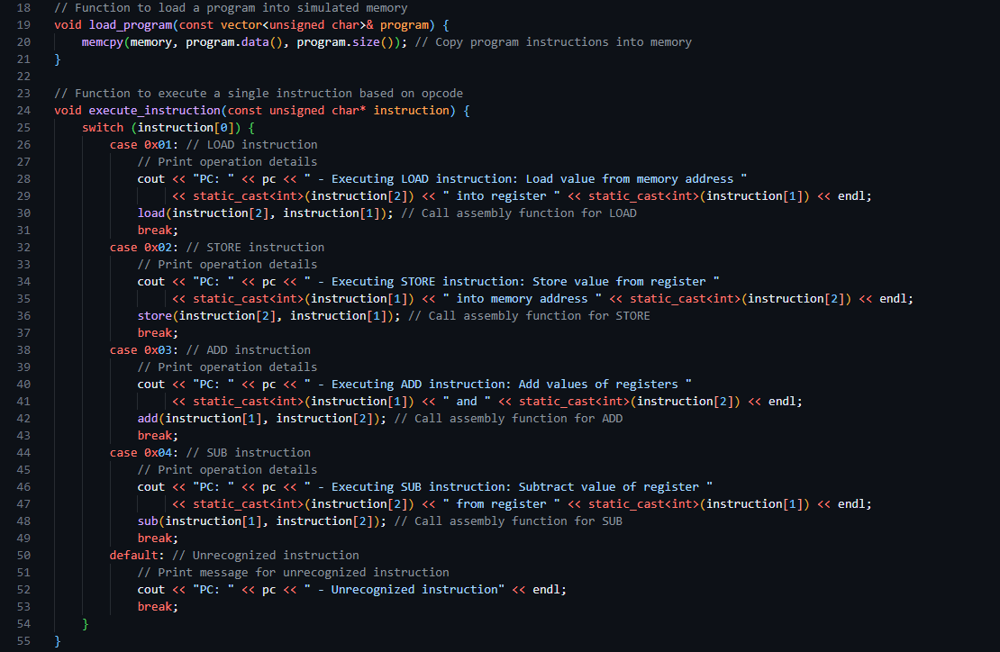 18 // Function to load a program into simulated memory
19 void load_program(const vector<unsigned char>& program) {
20     memcpy(memory, program.data(), program.size()); // Copy program instructions into memory
21 }
22
23 // Function to execute a single instruction based on opcode
24 void execute_instruction(const unsigned char* instruction) {
25     switch (instruction[0]) {
26         case 0x01: // LOAD instruction
27             // Print operation details
28             cout << "PC: " << pc << " - Executing LOAD instruction: Load value from memory address "
29                  << static_cast<int>(instruction[2]) << " into register " << static_cast<int>(instruction[1]) << endl;
30             load(instruction[2], instruction[1]); // Call assembly function for LOAD
31             break;
32         case 0x02: // STORE instruction
33             // Print operation details
34             cout << "PC: " << pc << " - Executing STORE instruction: Store value from register "
35                  << static_cast<int>(instruction[1]) << " into memory address " << static_cast<int>(instruction[2]) << endl;
36             store(instruction[2], instruction[1]); // Call assembly function for STORE
37             break;
38         case 0x03: // ADD instruction
39             // Print operation details
40             cout << "PC: " << pc << " - Executing ADD instruction: Add values of registers "
41                  << static_cast<int>(instruction[1]) << " and " << static_cast<int>(instruction[2]) << endl;
42             add(instruction[1], instruction[2]); // Call assembly function for ADD
43             break;
44         case 0x04: // SUB instruction
45             // Print operation details
46             cout << "PC: " << pc << " - Executing SUB instruction: Subtract value of register "
47                  << static_cast<int>(instruction[2]) << " from register " << static_cast<int>(instruction[1]) << endl;
48             sub(instruction[1], instruction[2]); // Call assembly function for SUB
49             break;
50         default: // Unrecognized instruction
51             // Print message for unrecognized instruction
52             cout << "PC: " << pc << " - Unrecognized instruction" << endl;
53             break;
54     }
55 }